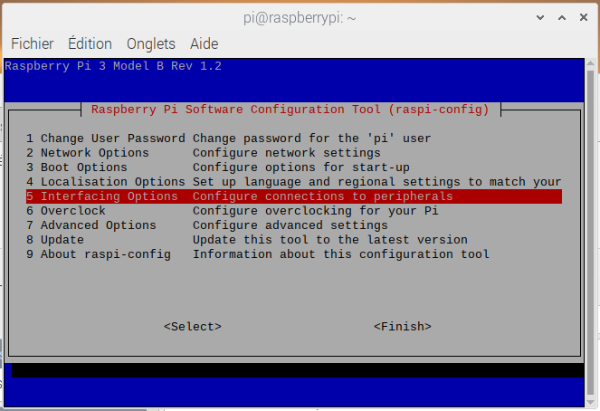 pi@raspberrypi: ~
Fichier Édition Onglets Aide
Raspberry Pi 3 Model B Rev 1.2
Raspberry Pi Software Configuration Tool (raspi-config)
1 Change User Password Change password for the 'pi' user
2 Network Options Configure network settings
3 Boot Options Configure options for start-up
4 Localisation Options Set up language and regional settings to match your
5 Interfacing Options Configure connections to peripherals
6 Overclock Configure overclocking for your Pi
7 Advanced Options Configure advanced settings
8 Update Update this tool to the latest version
9 About raspi-config Information about this configuration tool
<Select> <Finish>